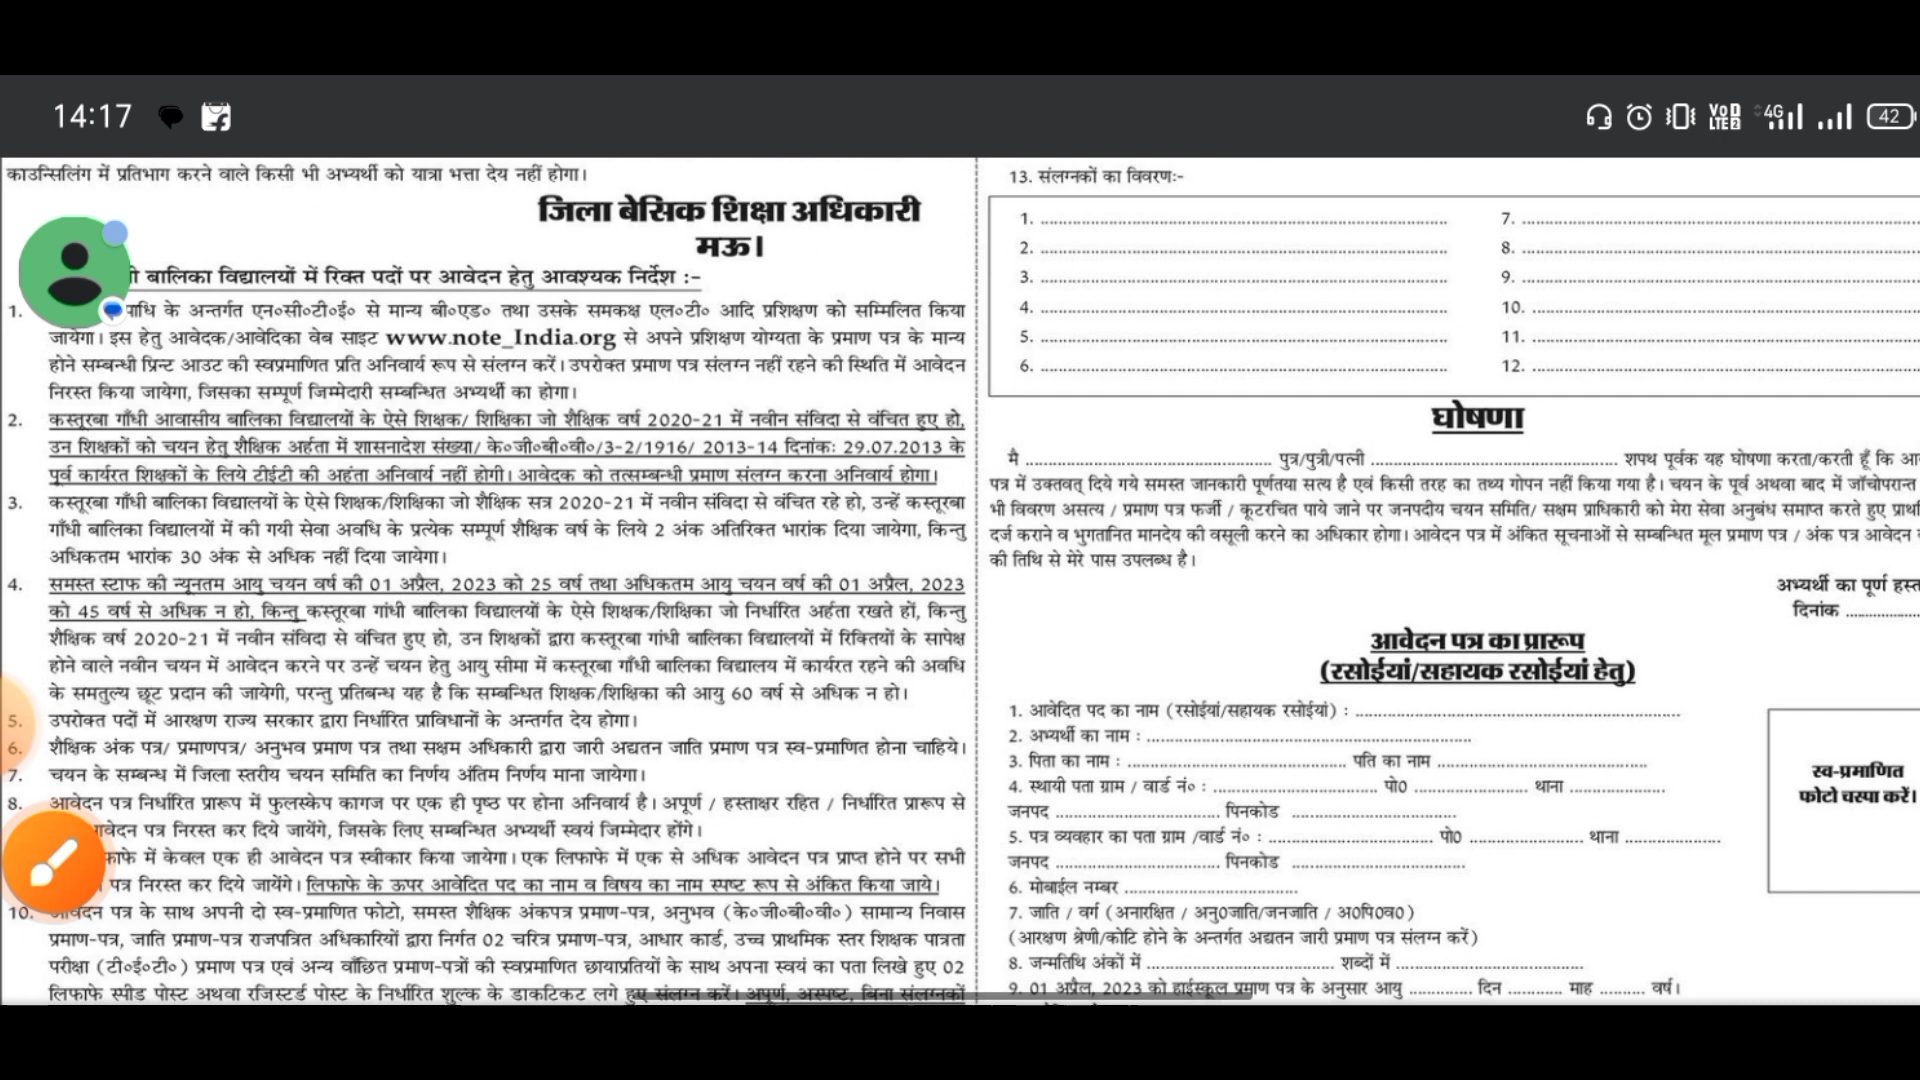 14:17
VoD LTE2
4G
42
काउन्सिलिंग में प्रतिभाग करने वाले किसी भी अभ्यर्थी को यात्रा भत्ता देय नहीं होगा।
जिला बेसिक शिक्षा अधिकारी
मऊ।
बालिका विद्यालयों में रिक्त पदों पर आवेदन हेतु आवश्यक निर्देश :-
1. के अन्तर्गत एन०सी०टी०ई० से मान्य बी०एड० तथा उसके समकक्ष एल०टी० आदि प्रशिक्षण को सम्मिलित किया
जायेगा। इस हेतु आवेदक/आवेदिका वेब साइट www.note_India.org से अपने प्रशिक्षण योग्यता के प्रमाण पत्र के मान्य
होने सम्बन्धी प्रिन्ट आउट की स्वप्रमाणित प्रति अनिवार्य रूप से संलग्न करें। उपरोक्त प्रमाण पत्र संलग्न नहीं रहने की स्थिति में आवेदन
निरस्त किया जायेगा, जिसका सम्पूर्ण जिम्मेदारी सम्बन्धित अभ्यर्थी का होगा।
2. कस्तूरबा गाँधी आवासीय बालिका विद्यालयों के ऐसे शिक्षक/ शिक्षिका जो शैक्षिक वर्ष 2020-21 में नवीन संविदा से वंचित हुए हो,
उन शिक्षकों को चयन हेतु शैक्षिक अर्हता में शासनादेश संख्या/ के०जी०बी०वी०/3-2/1916/ 2013-14 दिनांकः 29.07.2013 के
पूर्व कार्यरत शिक्षकों के लिये टीईटी की अहंता अनिवार्य नहीं होगी। आवेदक को तत्सम्बन्धी प्रमाण संलग्न करना अनिवार्य होगा।
3. कस्तूरबा गाँधी बालिका विद्यालयों के ऐसे शिक्षक/शिक्षिका जो शैक्षिक सत्र 2020-21 में नवीन संविदा से वंचित रहे हो, उन्हें कस्तूरबा
गाँधी बालिका विद्यालयों में की गयी सेवा अवधि के प्रत्येक सम्पूर्ण शैक्षिक वर्ष के लिये 2 अंक अतिरिक्त भारांक दिया जायेगा, किन्तु
अधिकतम भारांक 30 अंक से अधिक नहीं दिया जायेगा।
4. समस्त स्टाफ की न्यूनतम आयु चयन वर्ष की 01 अप्रैल, 2023 को 25 वर्ष तथा अधिकतम आयु चयन वर्ष की 01 अप्रैल, 2023
को 45 वर्ष से अधिक न हो, किन्तु कस्तूरबा गांधी बालिका विद्यालयों के ऐसे शिक्षक/शिक्षिका जो निर्धारित अर्हता रखते हों, किन्तु
शैक्षिक वर्ष 2020-21 में नवीन संविदा से वंचित हुए हो, उन शिक्षकों द्वारा कस्तूरबा गांधी बालिका विद्यालयों में रिक्तियों के सापेक्ष
होने वाले नवीन चयन में आवेदन करने पर उन्हें चयन हेतु आयु सीमा में कस्तूरबा गाँधी बालिका विद्यालय में कार्यरत रहने की अवधि
के समतुल्य छूट प्रदान की जायेगी, परन्तु प्रतिबन्ध यह है कि सम्बन्धित शिक्षक/शिक्षिका की आयु 60 वर्ष से अधिक न हो।
5. उपरोक्त पदों में आरक्षण राज्य सरकार द्वारा निर्धारित प्राविधानों के अन्तर्गत देय होगा।
6. शैक्षिक अंक पत्र/ प्रमाणपत्र/ अनुभव प्रमाण पत्र तथा सक्षम अधिकारी द्वारा जारी अद्यतन जाति प्रमाण पत्र स्व-प्रमाणित होना चाहिये।
7. चयन के सम्बन्ध में जिला स्तरीय चयन समिति का निर्णय अंतिम निर्णय माना जायेगा।
8. आवेदन पत्र निर्धारित प्रारूप में फुलस्केप कागज पर एक ही पृष्ठ पर होना अनिवार्य है। अपूर्ण / हस्ताक्षर रहित / निर्धारित प्रारूप से
पत्र निरस्त कर दिये जायेंगे, जिसके लिए सम्बन्धित अभ्यर्थी स्वयं जिम्मेदार होंगे।
में केवल एक ही आवेदन पत्र स्वीकार किया जायेगा। एक लिफाफे में एक से अधिक आवेदन पत्र प्राप्त होने पर सभी
पत्र निरस्त कर दिये जायेंगे। लिफाफे के ऊपर आवेदित पद का नाम व विषय का नाम स्पष्ट रूप से अंकित किया जाये।
10. आवेदन पत्र के साथ अपनी दो स्व-प्रमाणित फोटो, समस्त शैक्षिक अंकपत्र प्रमाण-पत्र, अनुभव (के०जी०बी०वी०) सामान्य निवास
प्रमाण-पत्र, जाति प्रमाण-पत्र राजपत्रित अधिकारियों द्वारा निर्गत 02 चरित्र प्रमाण-पत्र, आधार कार्ड, उच्च प्राथमिक स्तर शिक्षक पात्रता
परीक्षा (टी०ई०टी०) प्रमाण पत्र एवं अन्य वाँछित प्रमाण-पत्रों की स्वप्रमाणित छायाप्रतियों के साथ अपना स्वयं का पता लिखे हुए 02
लिफाफे स्पीड पोस्ट अथवा रजिस्टर्ड पोस्ट के निर्धारित शुल्क के डाकटिकट लगे हुए संलग्न करें। अपूर्ण, अस्पष्ट, बिना संलग्नकों
13. संलग्नकों का विवरणः-
1. ........ 7. ........
2. ........ 8. ........
3. ........ 9. ........
4. ........ 10. ........
5. ........ 11. ........
6. ........ 12. ........
घोषणा
मै ........ पुत्र/पुत्री/पत्नी ........ शपथ पूर्वक यह घोषणा करता/करती हूँ कि
पत्र में उक्तवत् दिये गये समस्त जानकारी पूर्णतया सत्य है एवं किसी तरह का तथ्य गोपन नहीं किया गया है। चयन के पूर्व अथवा बाद में जाँचोपरान्त
भी विवरण असत्य / प्रमाण पत्र फर्जी / कूटरचित पाये जाने पर जनपदीय चयन समिति/ सक्षम प्राधिकारी को मेरा सेवा अनुबंध समाप्त करते हुए
दर्ज कराने व भुगतानित मानदेय की वसूली करने का अधिकार होगा। आवेदन पत्र में अंकित सूचनाओं से सम्बन्धित मूल प्रमाण पत्र / अंक पत्र आवेदन
की तिथि से मेरे पास उपलब्ध है।
अभ्यर्थी का पूर्ण
दिनांक ........
आवेदन पत्र का प्रारूप
(रसोईयां/सहायक रसोईयां हेतु)
1. आवेदित पद का नाम (रसोईयां/सहायक रसोईयां) : ........
2. अभ्यर्थी का नाम : ........
3. पिता का नाम : ........ पति का नाम ........
4. स्थायी पता ग्राम / वार्ड नं० : ........ पो0 ........ थाना ........
जनपद ........ पिनकोड ........
5. पत्र व्यवहार का पता ग्राम /वार्ड नं० : ........ पो0 ........ थाना ........
जनपद ........ पिनकोड ........
6. मोबाईल नम्बर ........
7. जाति / वर्ग (अनारक्षित / अनु0जाति/जनजाति / अ0पि0व0)
(आरक्षण श्रेणी/कोटि होने के अन्तर्गत अद्यतन जारी प्रमाण पत्र संलग्न करें)
8. जन्मतिथि अंकों में ........ शब्दों में ........
9. 01 अप्रैल, 2023 को हाईस्कूल प्रमाण पत्र के अनुसार आयु ........ दिन ........ माह ........ वर्ष।
स्व-प्रमाणित
फोटो चस्पा करें।